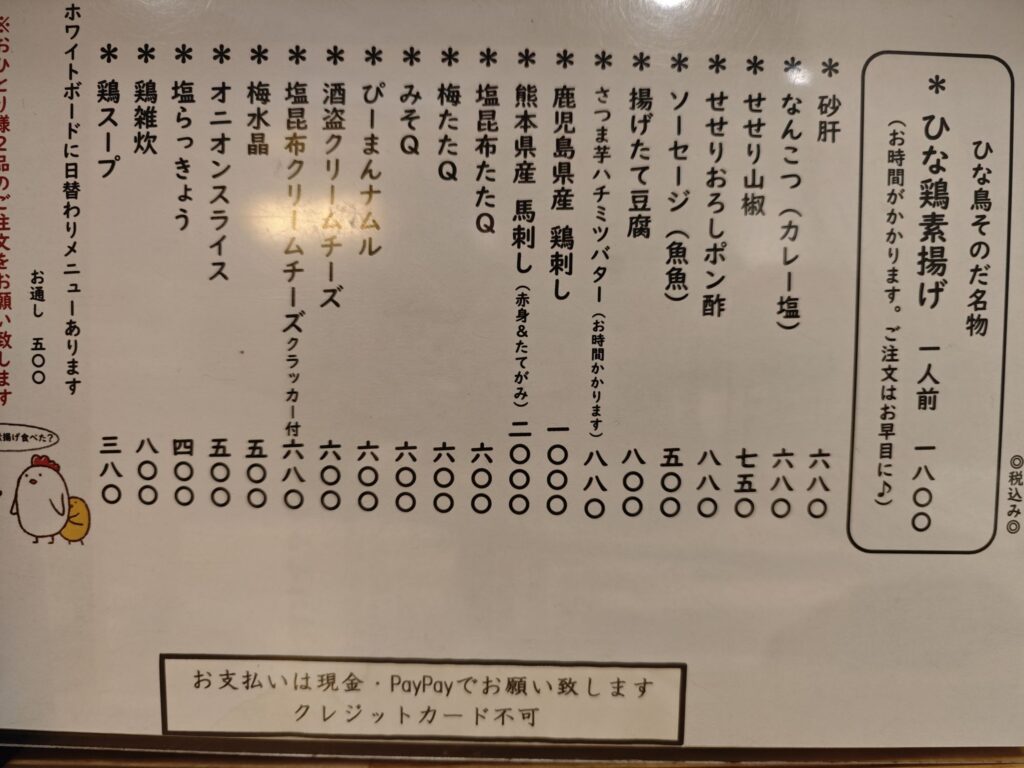 ◎税込み◎
ひな鳥そのだ名物
＊ひな鶏素揚げ 一人前 一八〇〇
（お時間がかかります。ご注文はお早目に♪）
＊砂肝 六八〇
＊なんこつ（カレー塩） 六八〇
＊せせり山椒 七五〇
＊せせりおろしポン酢 八八〇
＊ソーセージ（魚魚） 五〇〇
＊揚げたて豆腐 八〇〇
＊さつま芋ハチミツバター（お時間かかります） 八八〇
＊鹿児島県産 鶏刺し 一〇〇〇
＊熊本県産 馬刺し（赤身&たてがみ） 二〇〇〇
＊塩昆布たたQ 六〇〇
＊梅たたQ 六〇〇
＊みそQ 六〇〇
＊ぴーまんナムル 六〇〇
＊酒盗クリームチーズ 六〇〇
＊塩昆布クリームチーズクラッカー付 六八〇
＊梅水晶 五〇〇
＊オニオンスライス 五〇〇
＊塩らっきょう 四〇〇
＊鶏雑炊 八〇〇
＊鶏スープ 三八〇
ホワイトボードに日替わりメニューあります
お通し 五〇〇
※おひとり様2品のご注文をお願い致します
揚げ食べた？
お支払いは現金・PayPayでお願い致します
クレジットカード不可